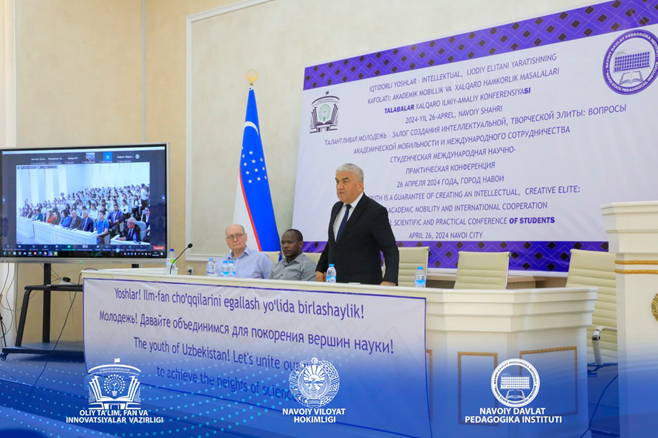 IQTIDORLI YOSHLAR - INTELLEKTUAL, IJODIY ELITANI YARATISHNING
KAFOLATI: AKADEMIK MOBILLIK VA XALQARO HAMKORLIK MASALALARI
TALABALAR XALQARO ILMIY-AMALIY KONFERENSIYASI
2024-YIL 26-APREL, NAVOIY SHAHRI
ТАЛАНТЛИВАЯ МОЛОДЕЖЬ - ЗАЛОГ СОЗДАНИЯ ИНТЕЛЛЕКТУАЛЬНОЙ, ТВОРЧЕСКОЙ ЭЛИТЫ: ВОПРОСЫ
АКАДЕМИЧЕСКОЙ МОБИЛЬНОСТИ И МЕЖДУНАРОДНОГО СОТРУДНИЧЕСТВА
СТУДЕНЧЕСКАЯ МЕЖДУНАРОДНАЯ НАУЧНО-
ПРАКТИЧЕСКАЯ КОНФЕРЕНЦИЯ
26 АПРЕЛЯ 2024 ГОДА, ГОРОД НАВОИ
IS A GUARANTEE OF CREATING AN INTELLECTUAL, CREATIVE ELITE:
ACADEMIC MOBILITY AND INTERNATIONAL COOPERATION
SCIENTIFIC AND PRACTICAL CONFERENCE OF STUDENTS
APRIL 26, 2024 NAVOI CITY
Yoshlar! Ilm-fan cho'qqilarini egallash yo'lida birlashaylik!
Молодежь! Давайте объединимся для покорения вершин науки!
The youth of Uzbekistan! Let's unite our
to achieve the heights of
OLIY TA'LIM, FAN VA
INNOVATSIYALAR VAZIRLIGI
NAVOIY VILOYAT
HOKIMLIGI
NAVOIY DAVLAT
PEDAGOGIKA INSTITUTI